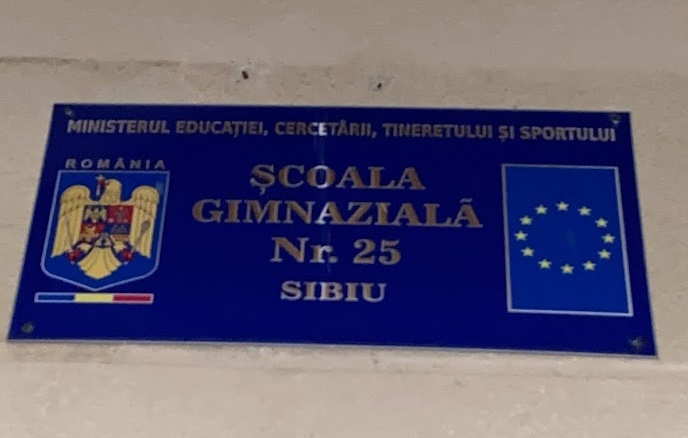 MINISTERUL EDUCAȚIEI, CERCETĂRII, TINERETULUI ȘI SPORTULUI
ROMÂNIA
ȘCOALA
GIMNAZIALĂ
Nr. 25
SIBIU